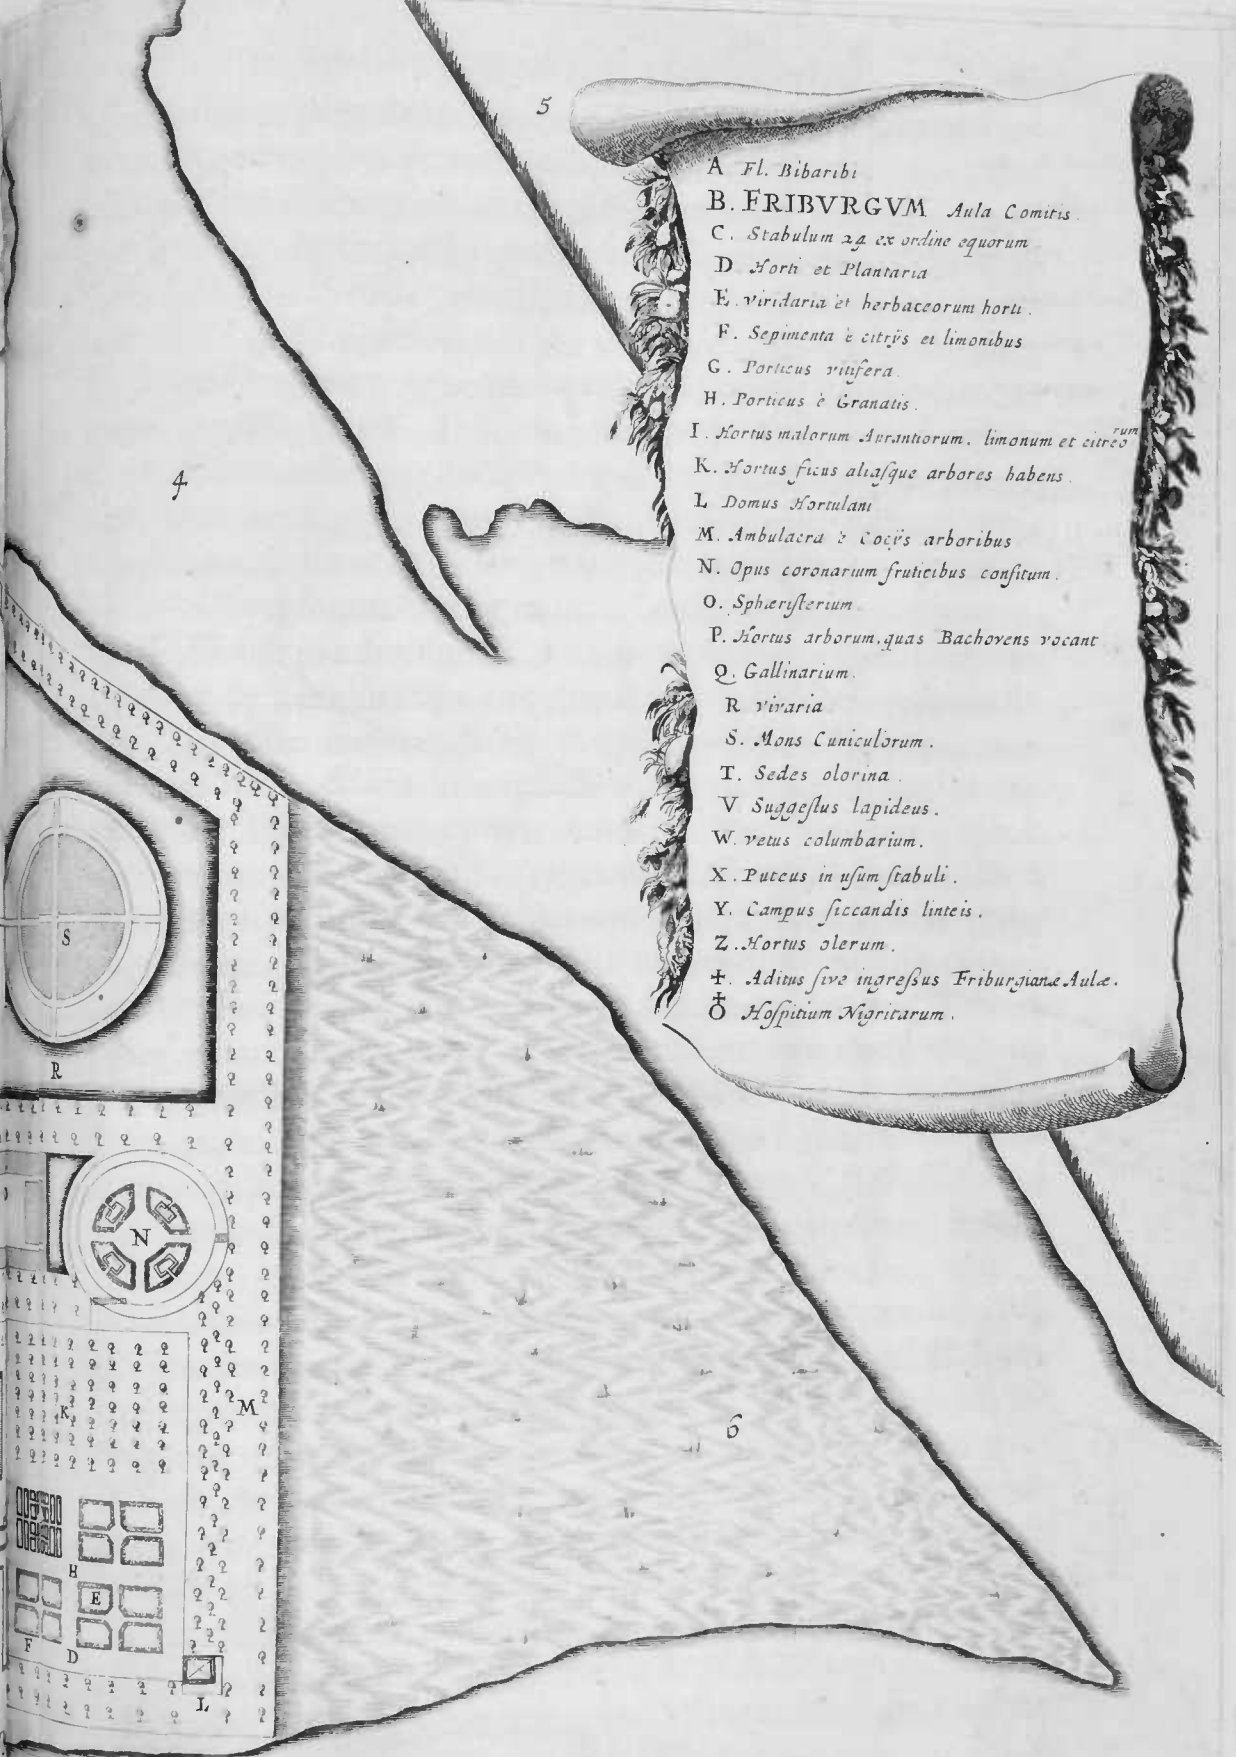 5
A Fl. Bibaribi
B. FRIBVRGVM Aula Comitis.
C. Stabulum 24 ex ordine equorum
D Horti et Plantaria
E. viridaria et herbaceorum horti.
F. Sepimenta è citrijs et limonibus
G. Porticus vitifera.
H. Porticus è Granatis.
I. Hortus malorum Aurantiorum. limonum et citreorum
K. Hortus ficus aliaſque arbores habens.
L Domus Hortulani
M. Ambulacra è Cocijs arboribus
N. Opus coronarium fruticibus conſitum.
O. Sphæriſterium
P. Hortus arborum, quas Bachovens vocant
Q. Gallinarium.
R vivaria
S. Mons Cuniculorum.
T. Sedes olorina.
V Suggeſtus lapideus.
W. vetus columbarium.
X. Puteus in uſum ſtabuli.
Y. Campus ſiccandis linteis.
Z. Hortus olerum.
+. Aditus ſive ingreſsus Friburgianæ Aulæ.
♁ Hoſpitium Nigritarum.
4
S
R
N
K
M
6
H
E
F
D
L